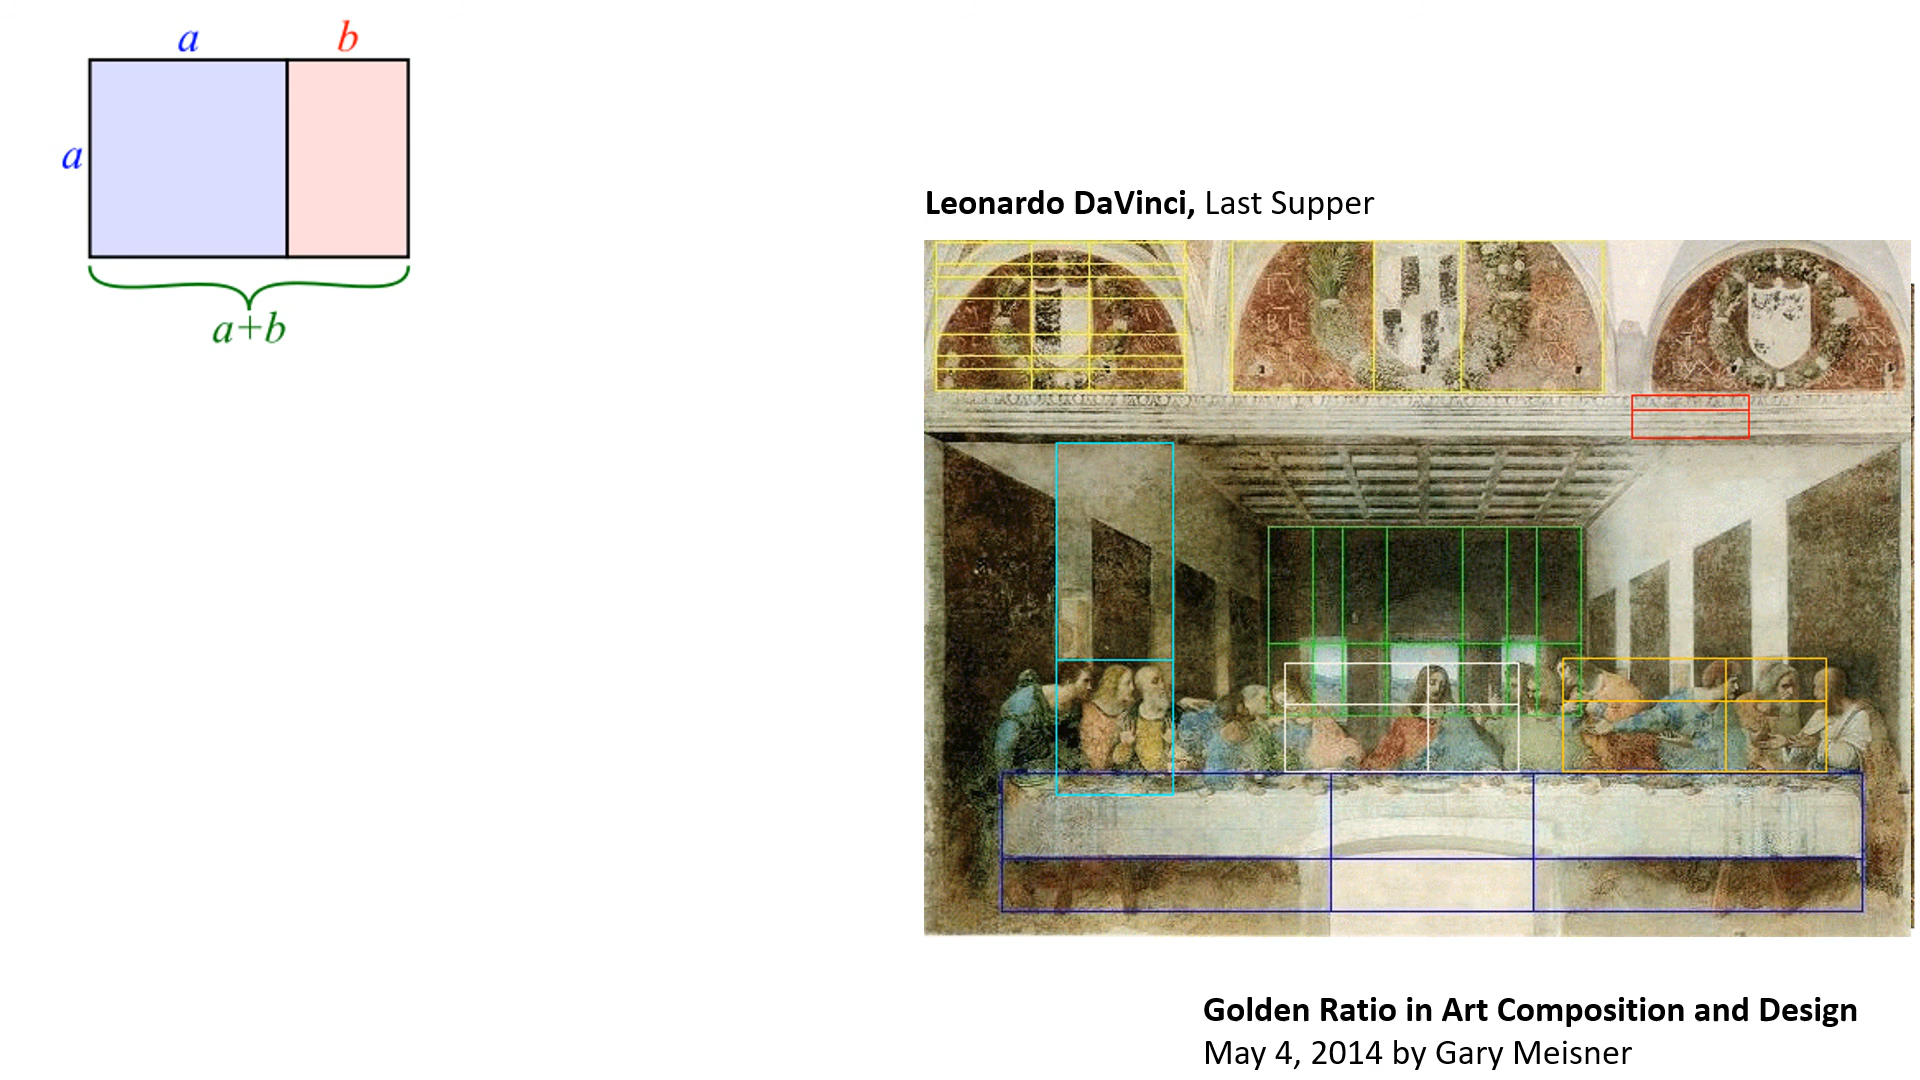 a b
a
a+b
Leonardo DaVinci, Last Supper
Golden Ratio in Art Composition and Design
May 4, 2014 by Gary Meisner